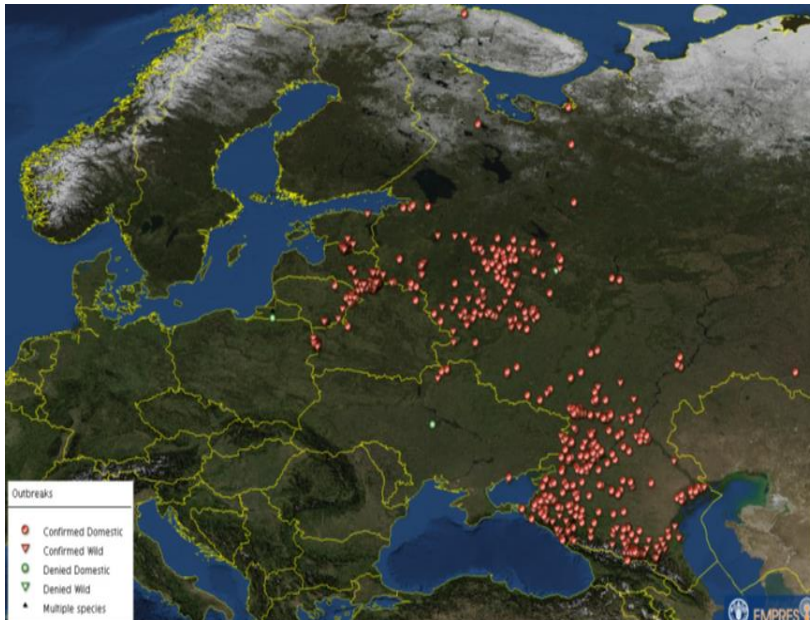 Outbreaks
Confirmed Domestic
Confirmed Wild
Denied Domestic
Denied Wild
Multiple species
EMPRES